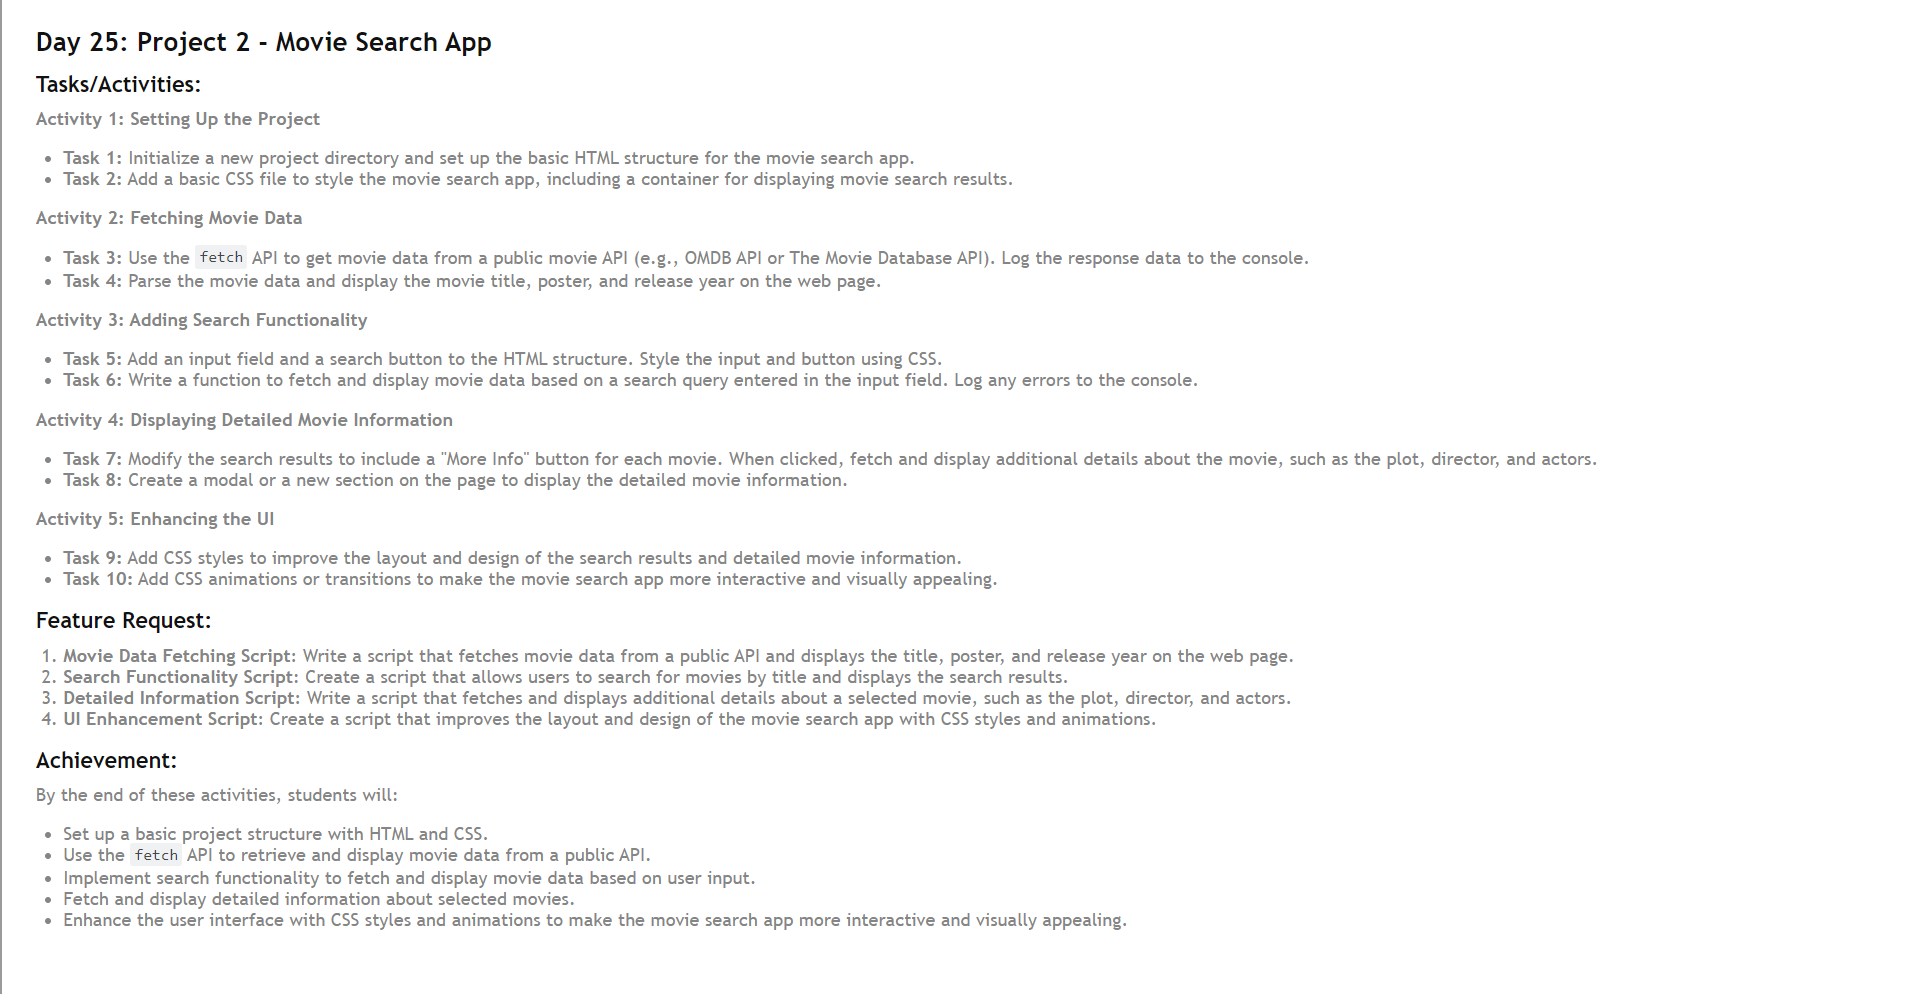 Day 25: Project 2 - Movie Search App
Tasks/Activities:
Activity 1: Setting Up the Project
• Task 1: Initialize a new project directory and set up the basic HTML structure for the movie search app.
• Task 2: Add a basic CSS file to style the movie search app, including a container for displaying movie search results.
Activity 2: Fetching Movie Data
• Task 3: Use the fetch API to get movie data from a public movie API (e.g., OMDB API or The Movie Database API). Log the response data to the console.
• Task 4: Parse the movie data and display the movie title, poster, and release year on the web page.
Activity 3: Adding Search Functionality
• Task 5: Add an input field and a search button to the HTML structure. Style the input and button using CSS.
• Task 6: Write a function to fetch and display movie data based on a search query entered in the input field. Log any errors to the console.
Activity 4: Displaying Detailed Movie Information
• Task 7: Modify the search results to include a "More Info" button for each movie. When clicked, fetch and display additional details about the movie, such as the plot, director, and actors.
• Task 8: Create a modal or a new section on the page to display the detailed movie information.
Activity 5: Enhancing the UI
• Task 9: Add CSS styles to improve the layout and design of the search results and detailed movie information.
• Task 10: Add CSS animations or transitions to make the movie search app more interactive and visually appealing.
Feature Request:
1. Movie Data Fetching Script: Write a script that fetches movie data from a public API and displays the title, poster, and release year on the web page.
2. Search Functionality Script: Create a script that allows users to search for movies by title and displays the search results.
3. Detailed Information Script: Write a script that fetches and displays additional details about a selected movie, such as the plot, director, and actors.
4. UI Enhancement Script: Create a script that improves the layout and design of the movie search app with CSS styles and animations.
Achievement:
By the end of these activities, students will:
• Set up a basic project structure with HTML and CSS.
• Use the fetch API to retrieve and display movie data from a public API.
• Implement search functionality to fetch and display movie data based on user input.
• Fetch and display detailed information about selected movies.
• Enhance the user interface with CSS styles and animations to make the movie search app more interactive and visually appealing.